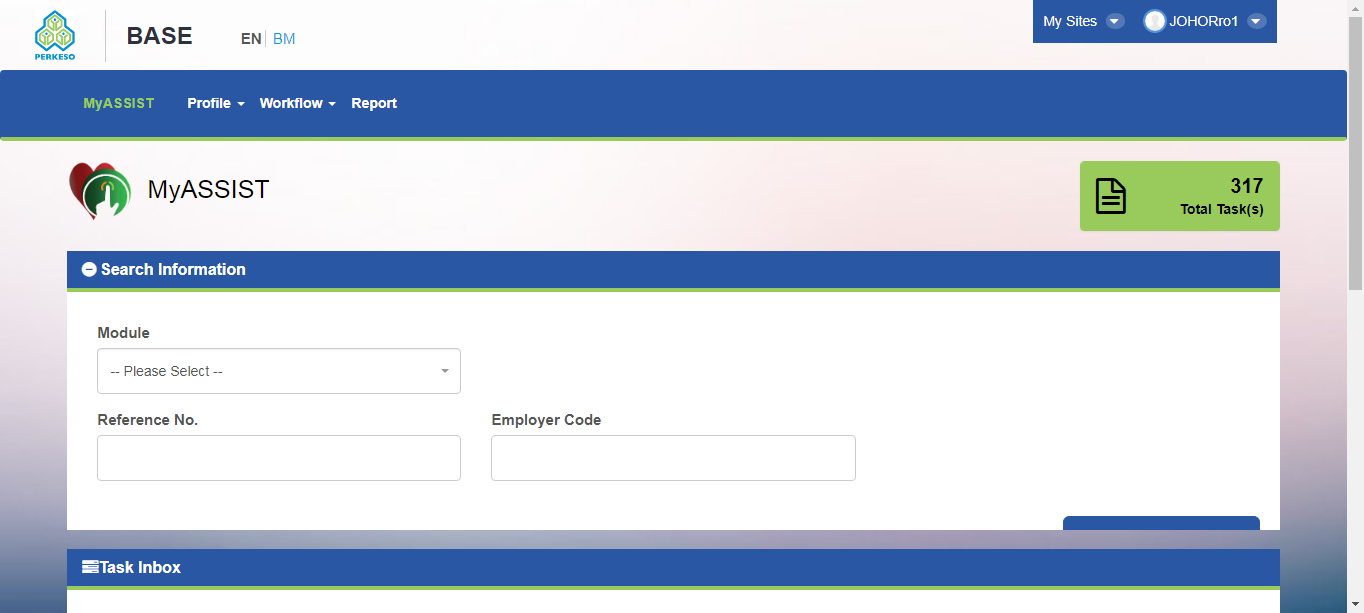 PERKESO
BASE
EN BM
My Sites
JOHORro1
MyASSIST Profile Workflow Report
MyASSIST
317
Total Task(s)
Search Information
Module
-- Please Select --
Reference No. Employer Code
Task Inbox